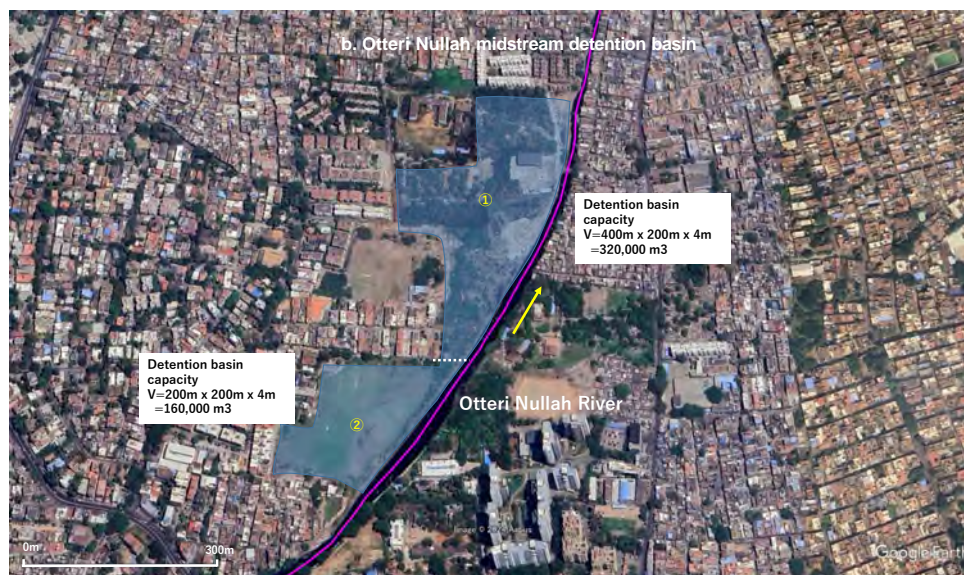 b. Otteri Nullah midstream detention basin
①
Detention basin
capacity
V=400m x 200m x 4m
=320,000 m3
Detention basin
capacity
V=200m x 200m x 4m
=160,000 m3
Otteri Nullah River
②
0m
300m
Google Earth